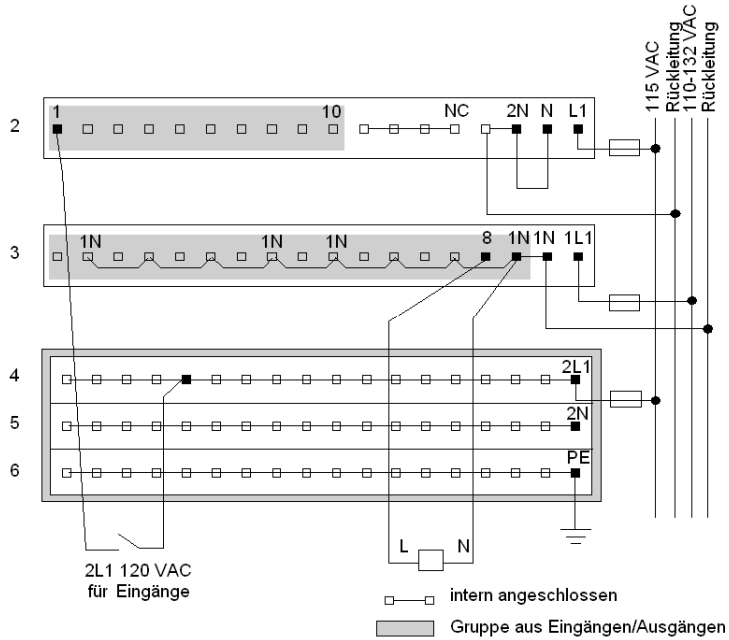 115 VAC
Rückleitung
110-132 VAC
Rückleitung
2
1
10
NC
2N
N
L1
3
1N
1N
1N
8
1N
1N
1L1
4
2L1
5
2N
6
PE
2L1 120 VAC
für Eingänge
L
N
intern angeschlossen
Gruppe aus Eingängen/Ausgängen